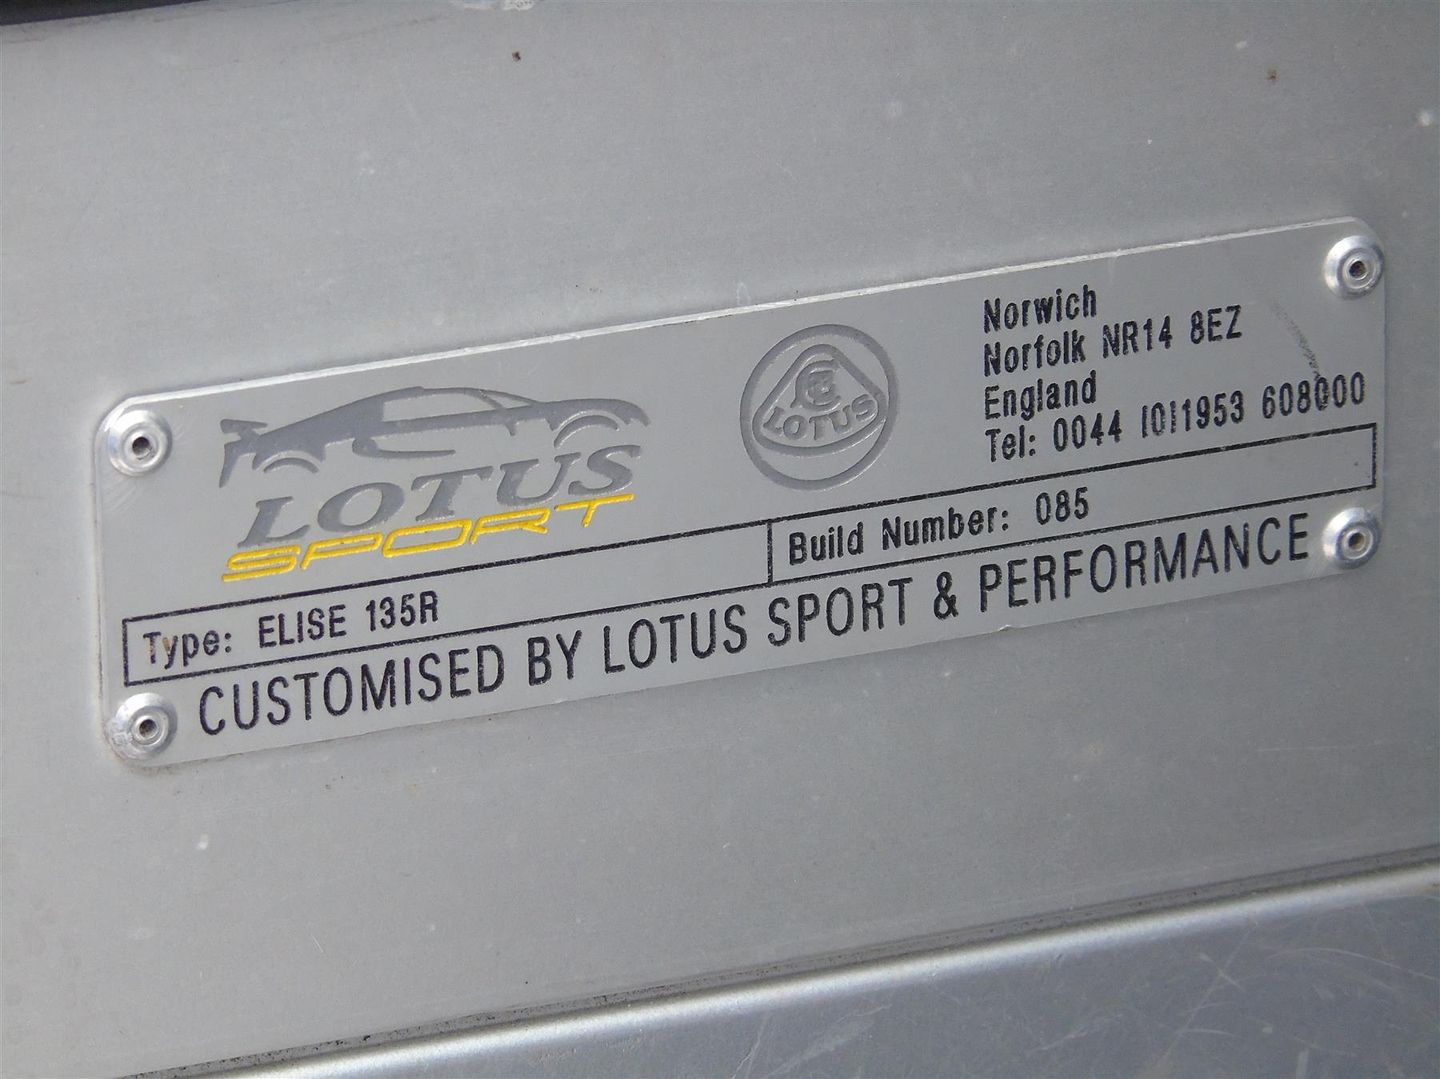 LOTUS
SPORT
LOTUS
Norwich
Norfolk NR14 8EZ
England
Tel: 0044 (0)1953 608000
Type: ELISE 135R
Build Number: 085
CUSTOMISED BY LOTUS SPORT & PERFORMANCE